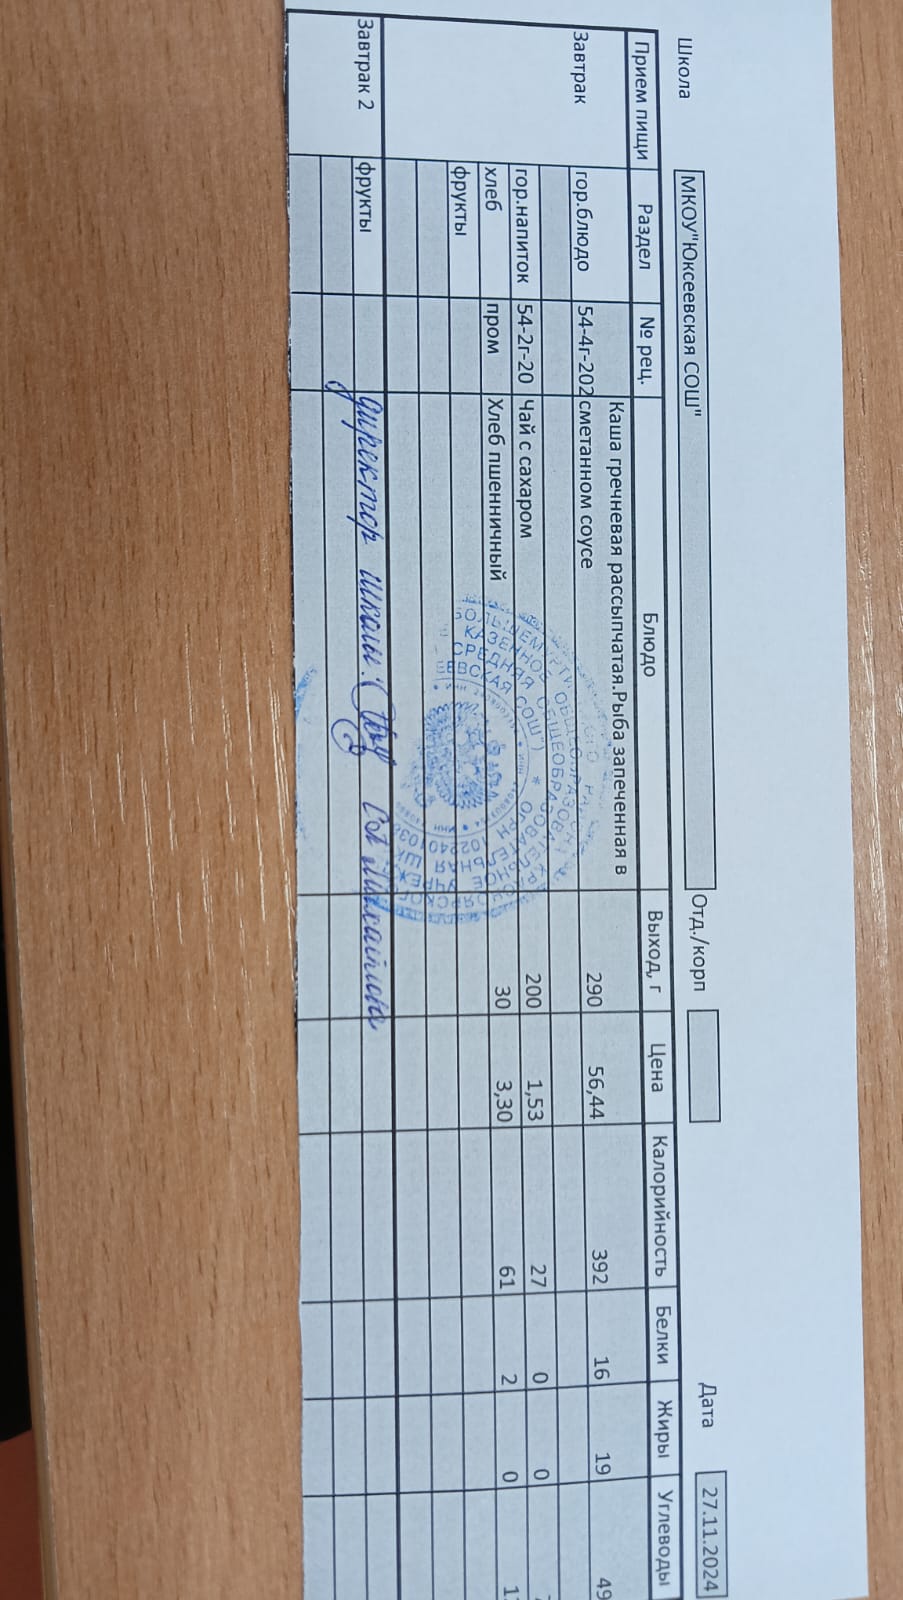 Школа МКОУ"Юксеевская СОШ" Отд./корп Дата 27.11.2024
Прием пищи Раздел № рец. Блюдо Выход, г Цена Калорийность Белки Жиры Углеводы
Каша гречневая рассыпчатая.Рыба запеченная в
Завтрак гор.блюдо 54-4г-202 сметанном соусе 290 56,44 392 16 19 49
гор.напиток 54-2г-20 Чай с сахаром 200 1,53 27 0 0
хлеб пром Хлеб пшенничный 30 3,30 61 2 0
фрукты
Завтрак 2 фрукты
директор школы: